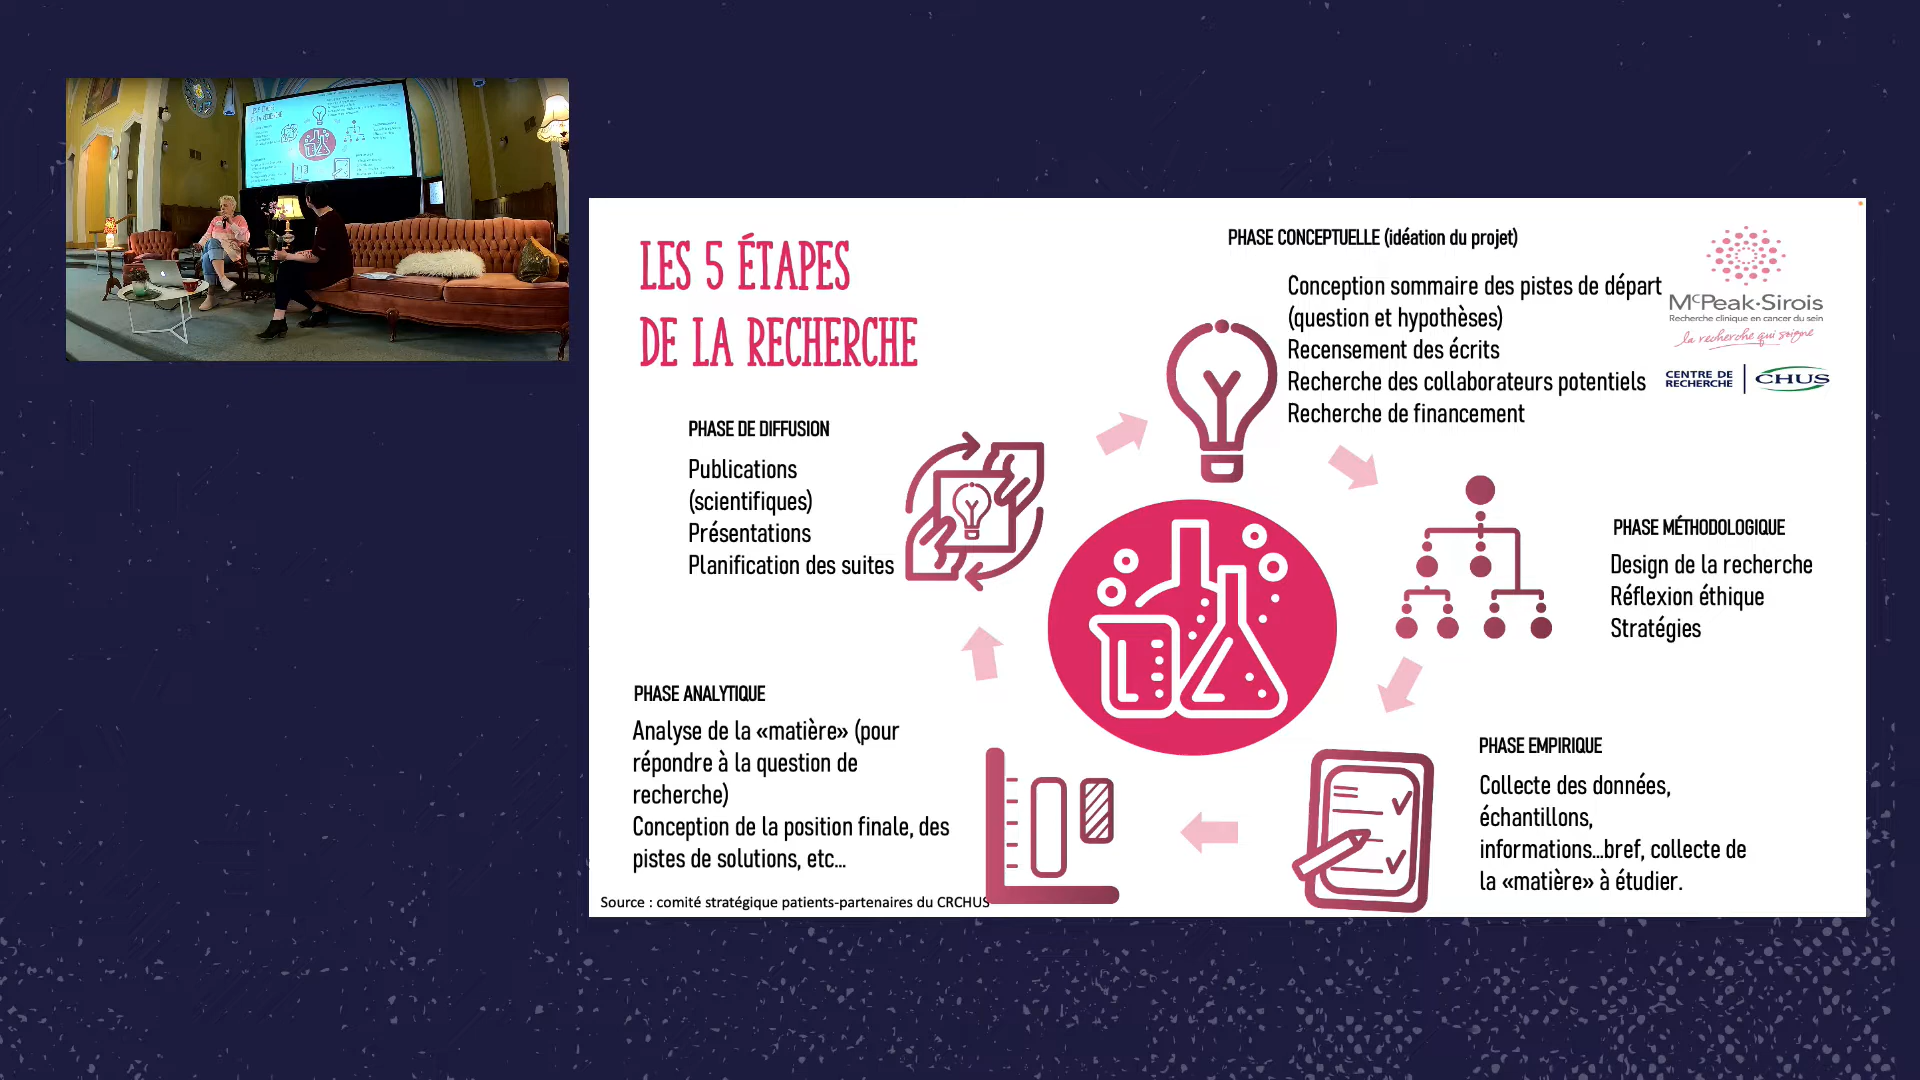 LES 5 ÉTAPES
DE LA RECHERCHE
PHASE CONCEPTUELLE (idéation du projet)
Conception sommaire des pistes de départ
(question et hypothèses)
Recensement des écrits
Recherche des collaborateurs potentiels
Recherche de financement
McPeak-Sirois
Recherche clinique en cancer du sein
la recherche qui soigne
CENTRE DE
RECHERCHE
CHUS
PHASE MÉTHODOLOGIQUE
Design de la recherche
Réflexion éthique
Stratégies
PHASE EMPIRIQUE
Collecte des données,
échantillons,
informations...bref, collecte de
la «matière» à étudier.
PHASE ANALYTIQUE
Analyse de la «matière» (pour
répondre à la question de
recherche)
Conception de la position finale, des
pistes de solutions, etc...
PHASE DE DIFFUSION
Publications
(scientifiques)
Présentations
Planification des suites
Source : comité stratégique patients-partenaires du CRCHUS